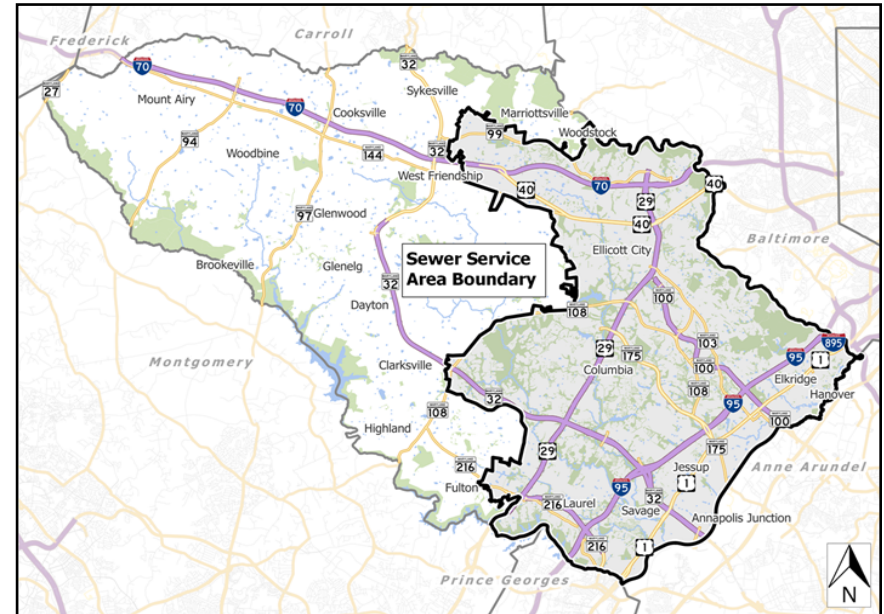 Frederick
Carroll
32
70
27
Mount Airy
Sykesville
70
Cooksville
Marriottsville
99
Woodstock
94
Woodbine
144
32
West Friendship
40
70
40
29
97
Glenwood
40
Ellicott City
Baltimore
Brookeville
Glenelg
Sewer Service
Area Boundary
32
Dayton
100
108
103
895
29
175
95
1
Montgomery
Columbia
100
Clarksville
Elkridge
108
32
95
Hanover
108
100
Highland
29
175
216
Jessup
Anne Arundel
Fulton
95
1
32
216
Laurel
Savage
Annapolis Junction
216
1
Prince Georges
N